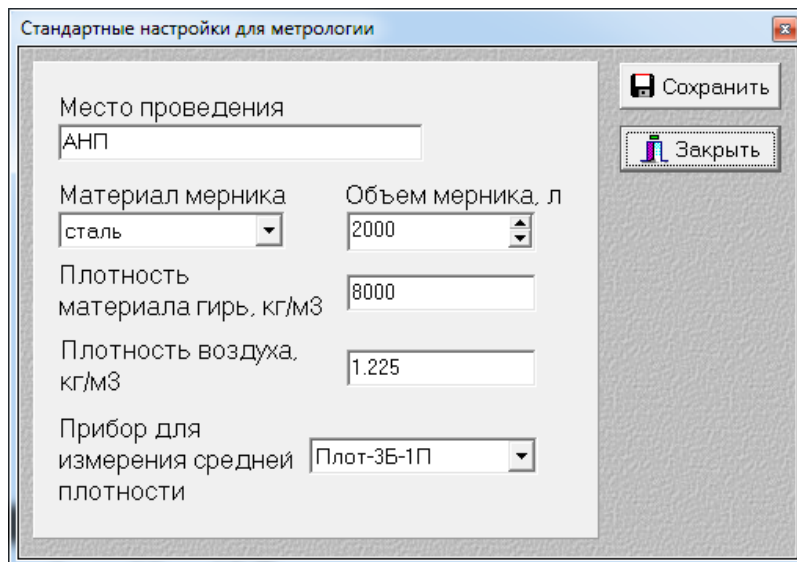 Стандартные настройки для метрологии
Сохранить
Закрыть
Место проведения
АНП
Материал мерника
Объем мерника, л
сталь
2000
Плотность
материала гирь, кг/м3
8000
Плотность воздуха,
кг/м3
1.225
Прибор для
измерения средней
плотности
Плот-3Б-1П